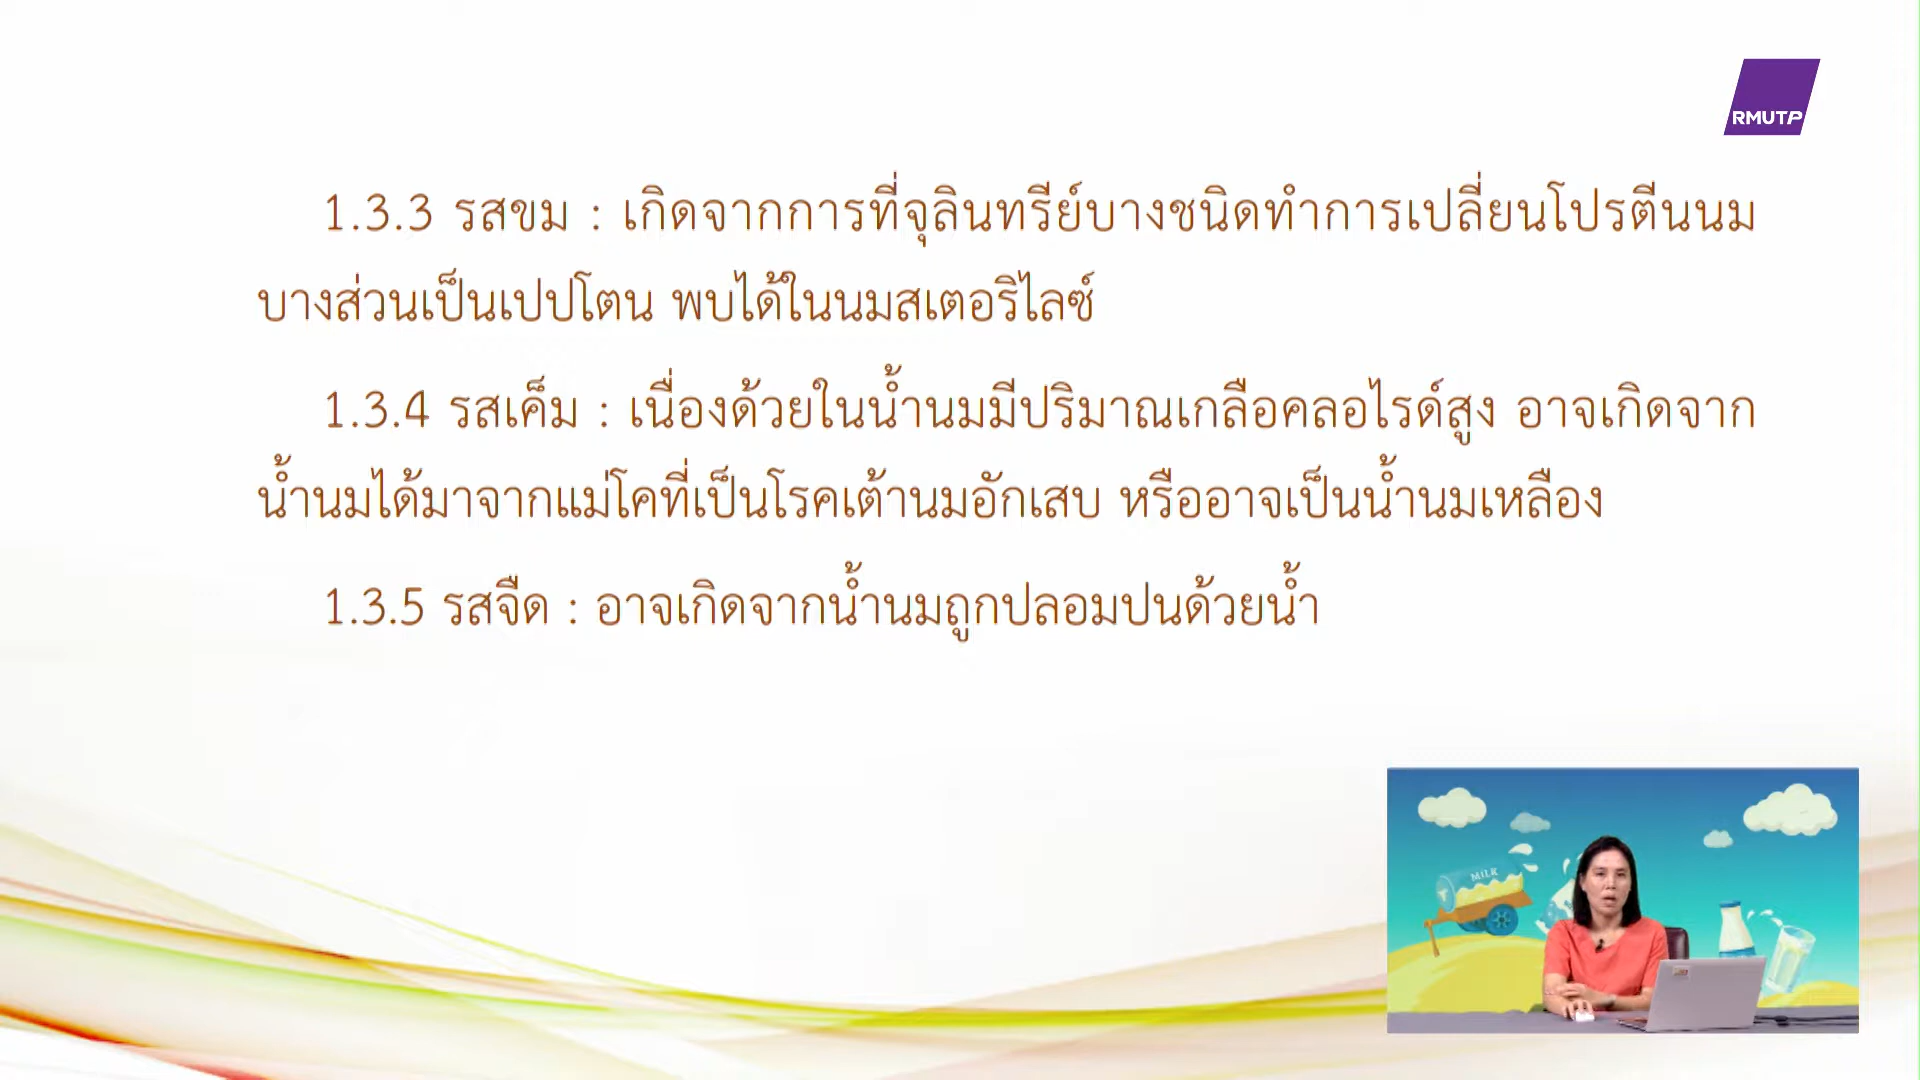 RMUTP
1.3.3 รสขม : เกิดจากการที่จุลินทรีย์บางชนิดทำการเปลี่ยนโปรตีนนม
บางส่วนเป็นเปปโตน พบได้ในนมสเตอริไลซ์
1.3.4 รสเค็ม : เนื่องด้วยในน้ำนมมีปริมาณเกลือคลอไรด์สูง อาจเกิดจาก
น้ำนมได้มาจากแม่โคที่เป็นโรคเต้านมอักเสบ หรืออาจเป็นน้ำนมเหลือง
1.3.5 รสจืด : อาจเกิดจากน้ำนมถูกปลอมปนด้วยน้ำ
MILK